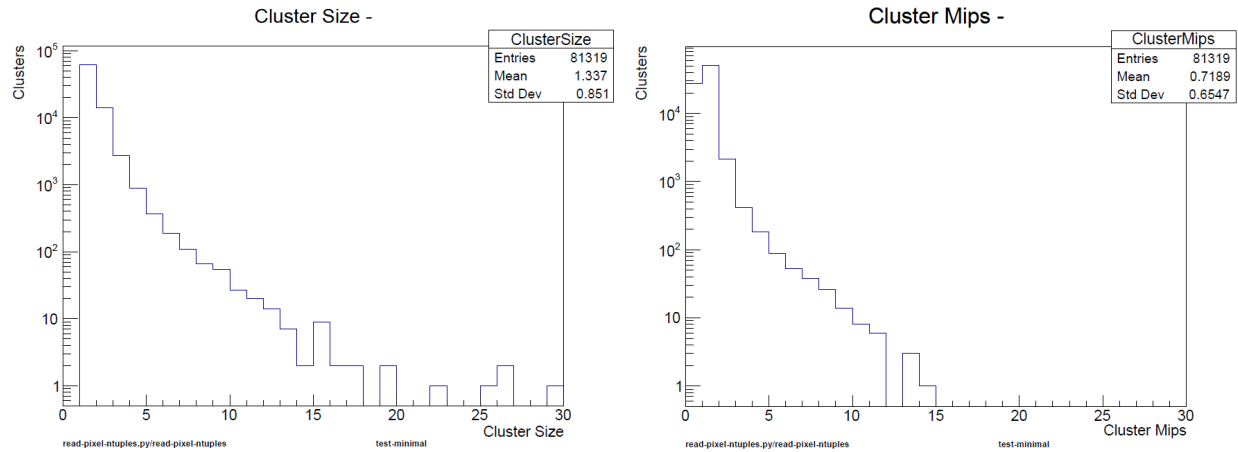 Cluster Size -
Clusters
10^5
10^4
10^3
10^2
10
1
ClusterSize
Entries 81319
Mean 1.337
Std Dev 0.851
0 5 10 15 20 25 30
Cluster Size
read-pixel-ntuples.py/read-pixel-ntuples test-minimal
Cluster Mips -
Clusters
10^4
10^3
10^2
10
1
ClusterMips
Entries 81319
Mean 0.7189
Std Dev 0.6547
0 5 10 15 20 25 30
Cluster Mips
read-pixel-ntuples.py/read-pixel-ntuples test-minimal